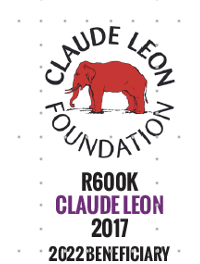 CLAUDE LEON
FOUNDATION
R600K
CLAUDE LEON
2017
2022 BENEFICIARY